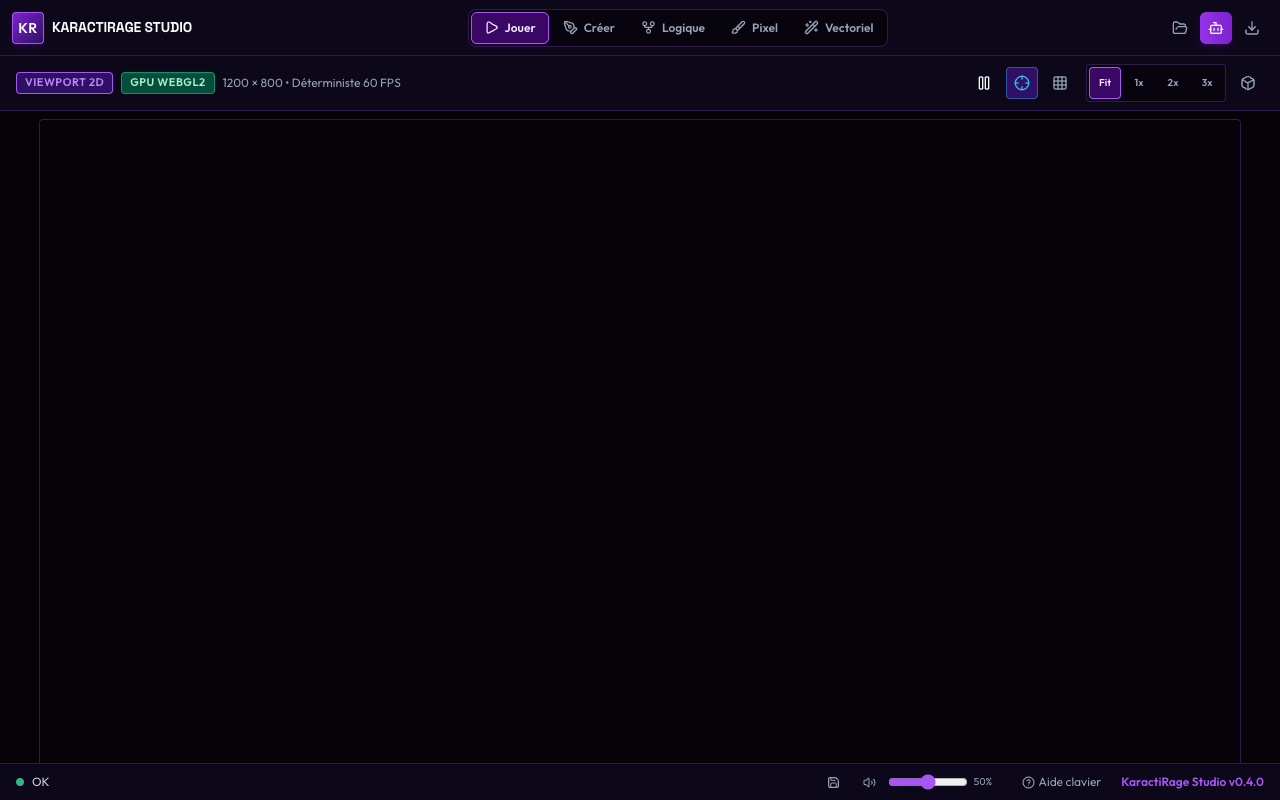 KR KARACTIRAGE STUDIO Jouer Créer Logique Pixel Vectoriel
VIEWPORT 2D GPU WEBGL2 1200 × 800 • Déterministe 60 FPS Fit 1x 2x 3x
OK 50% Aide clavier KaractiRage Studio v0.4.0